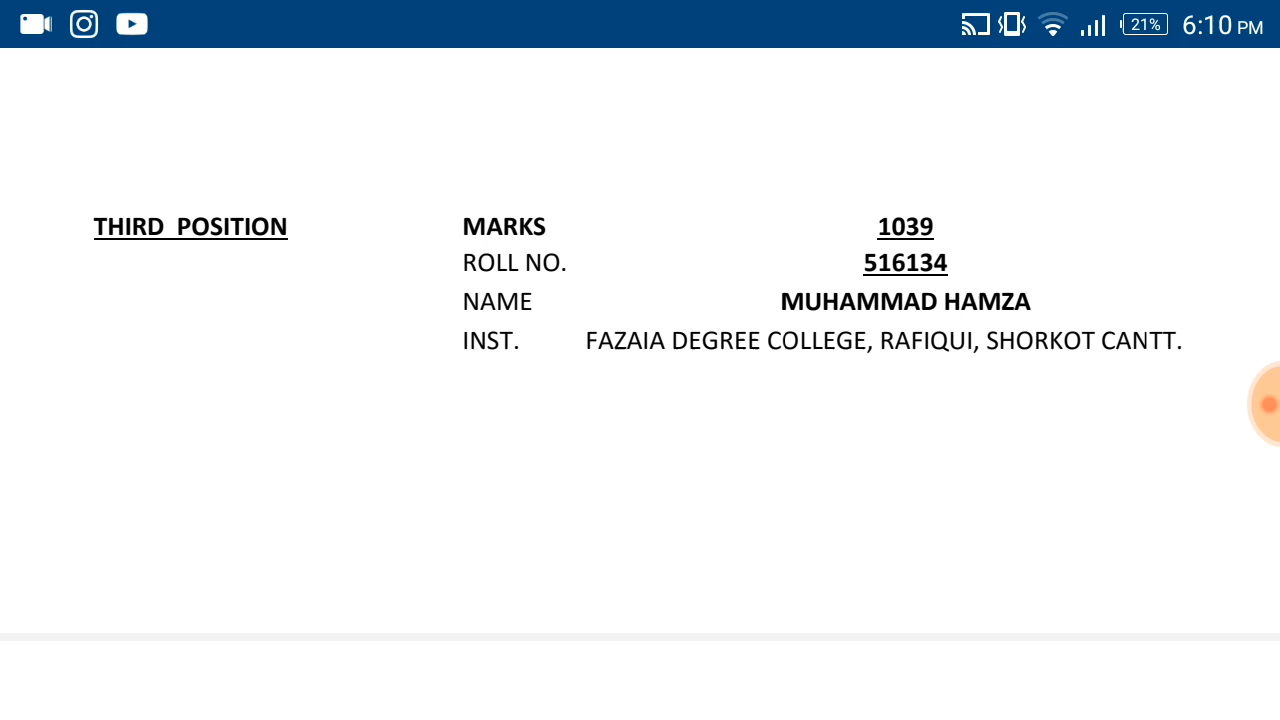 21% 6:10 PM
THIRD POSITION MARKS 1039
ROLL NO. 516134
NAME MUHAMMAD HAMZA
INST. FAZAIA DEGREE COLLEGE, RAFIQUI, SHORKOT CANTT.